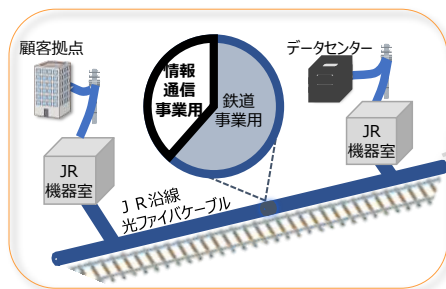 顧客拠点
情報
通信
事業用
鉄道
事業用
データセンター
JR
機器室
JR
機器室
ＪＲ沿線
光ファイバケーブル